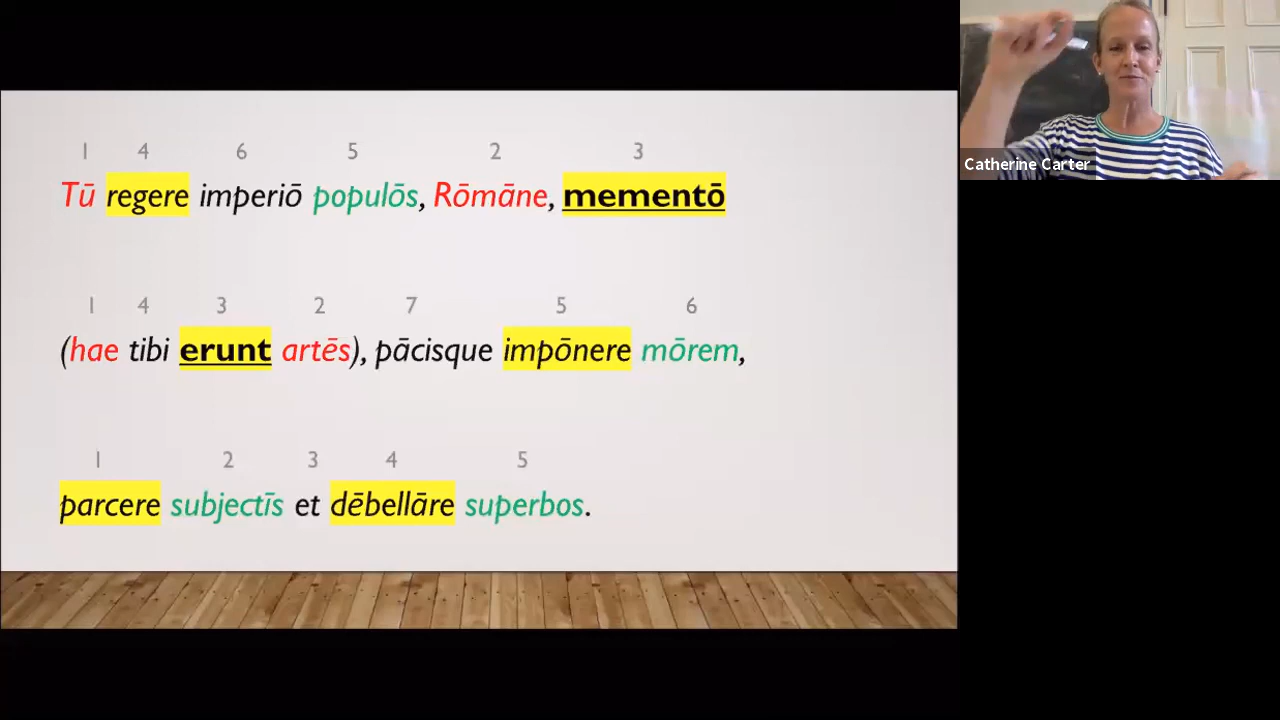 1 4 6 5 2 3
Tū regere imperiō populōs, Rōmāne, mementō
1 4 3 2 7 5 6
(hae tibi erunt artēs), pācisque impōnere mōrem,
1 2 3 4 5
parcere subjectīs et dēbellāre superbos.
Catherine Carter